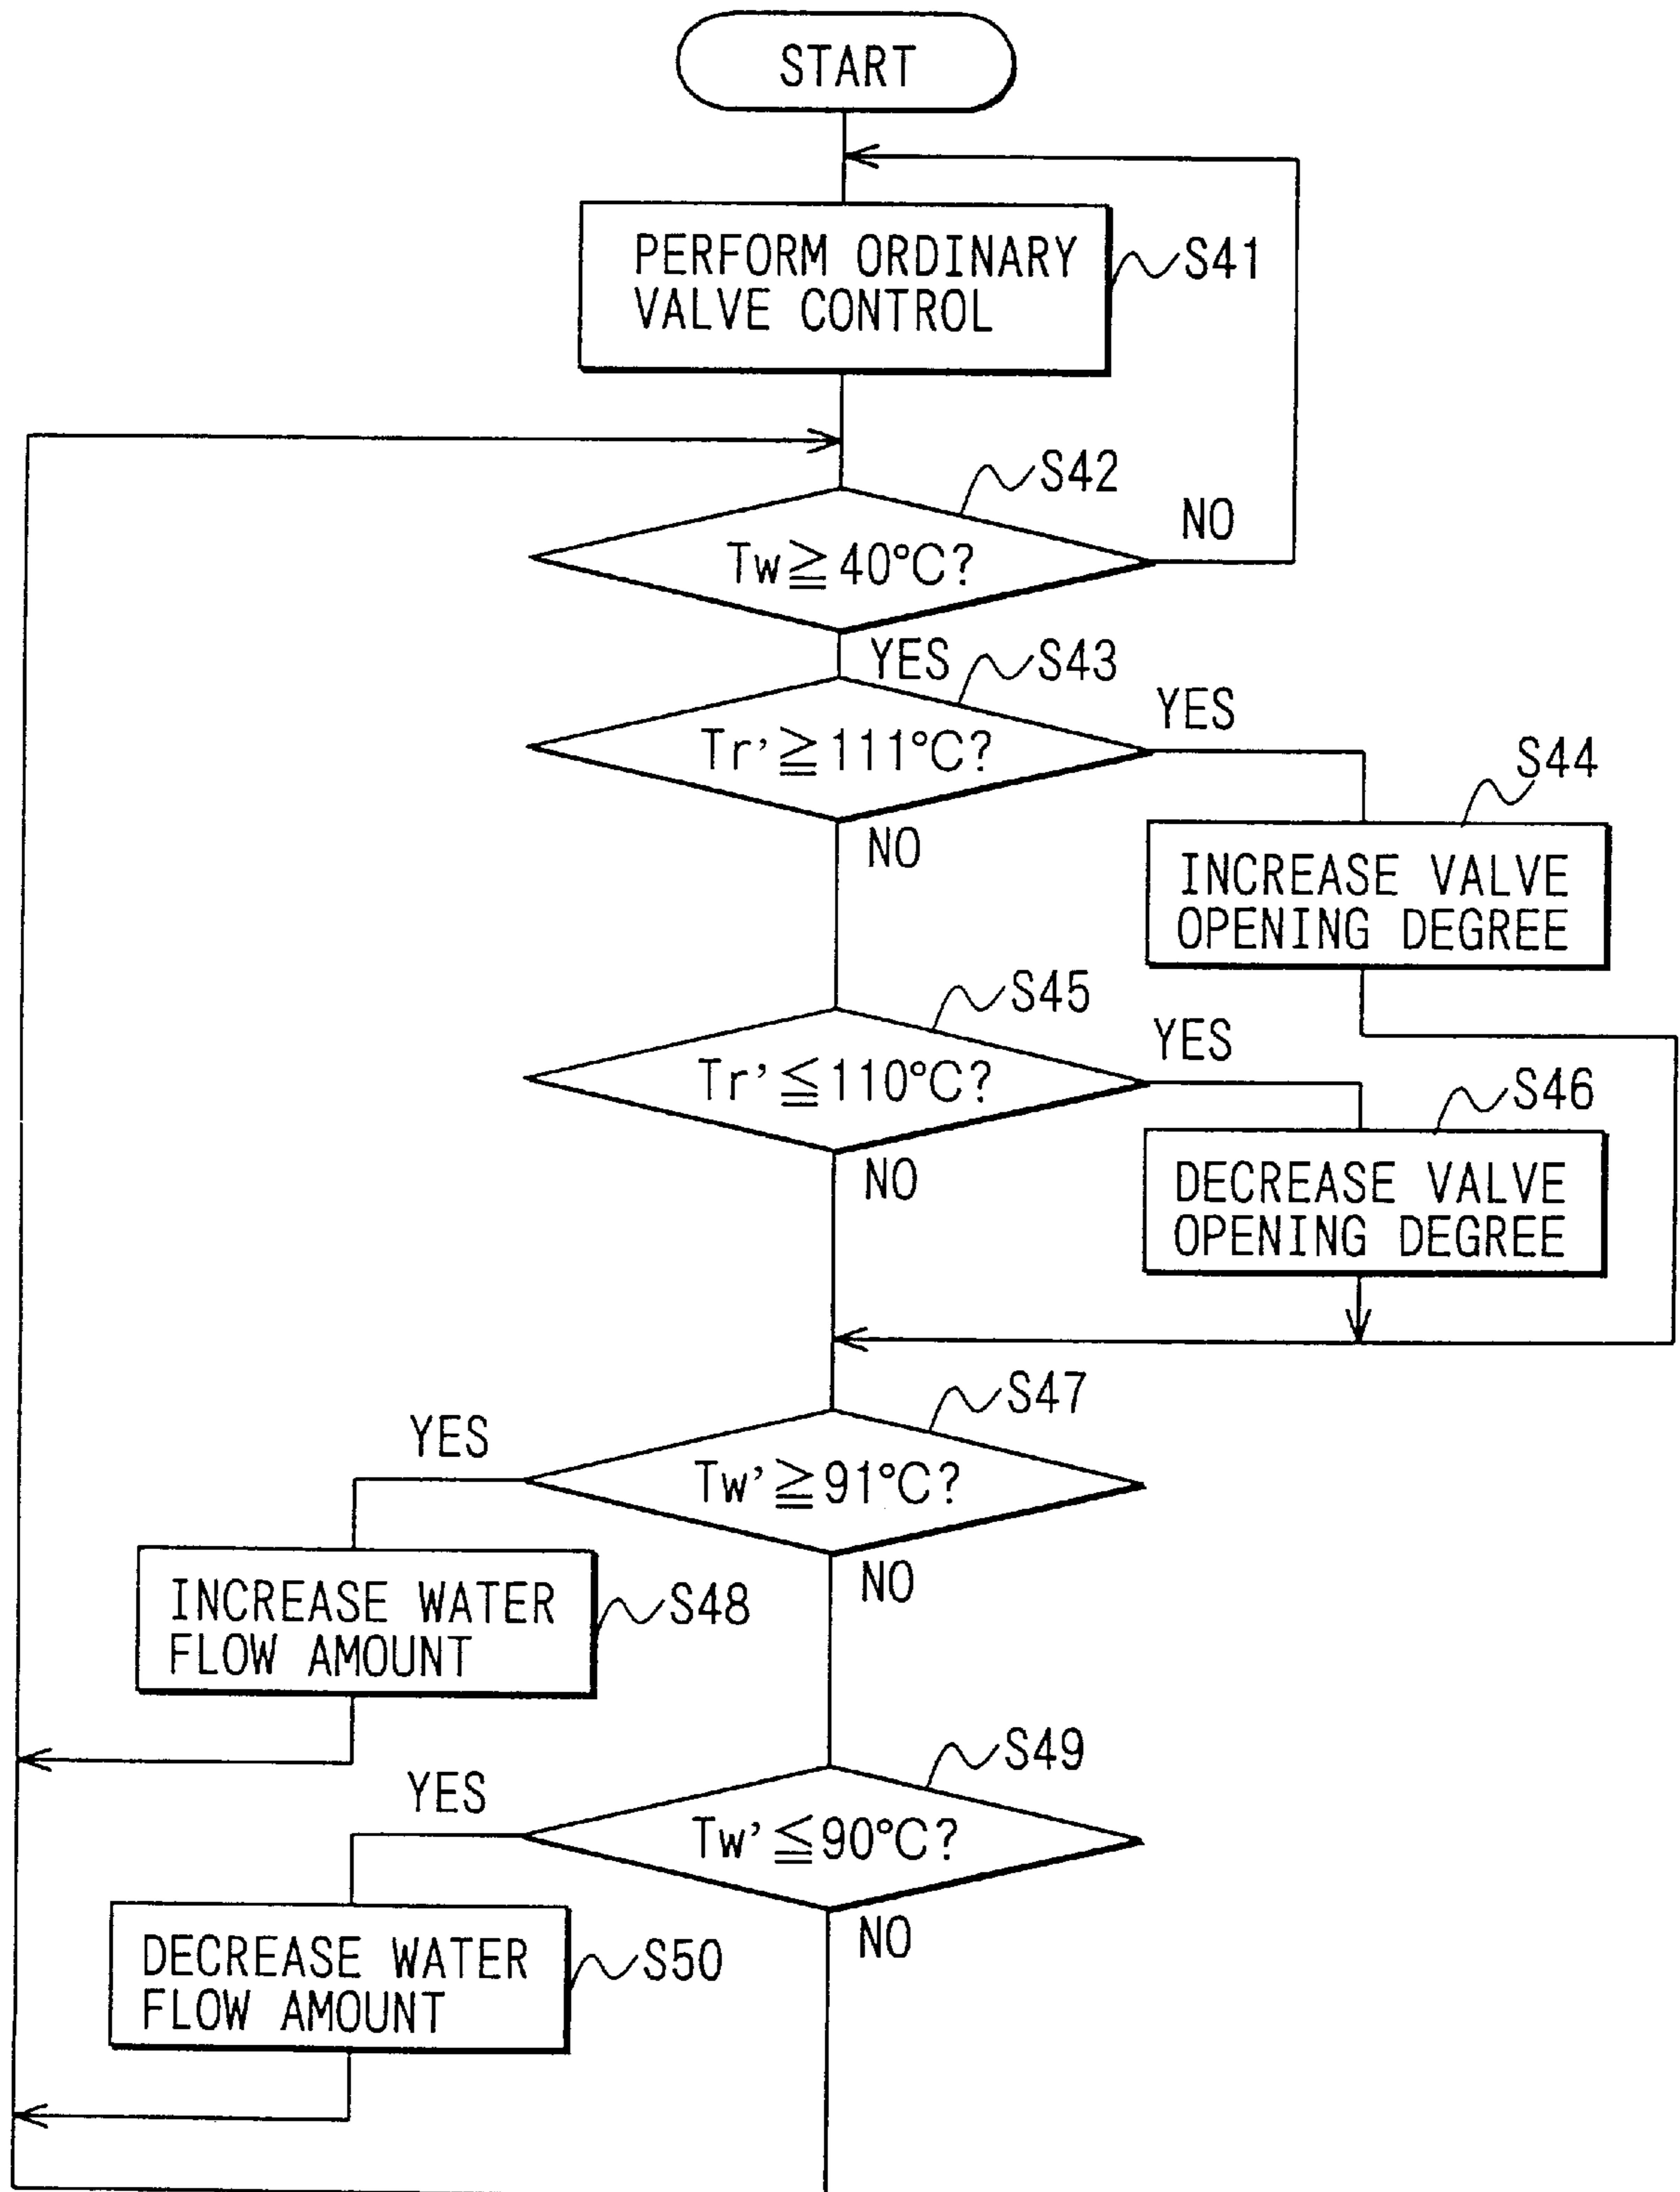 START
PERFORM ORDINARY
VALVE CONTROL
S41
S42
NO
Tw≧40°C?
YES
S43
YES
Tr'≧111°C?
S44
NO
INCREASE VALVE
OPENING DEGREE
S45
YES
Tr'≦110°C?
S46
NO
DECREASE VALVE
OPENING DEGREE
S47
YES
Tw'≧91°C?
NO
INCREASE WATER
FLOW AMOUNT
S48
S49
YES
Tw'≦90°C?
NO
DECREASE WATER
FLOW AMOUNT
S50